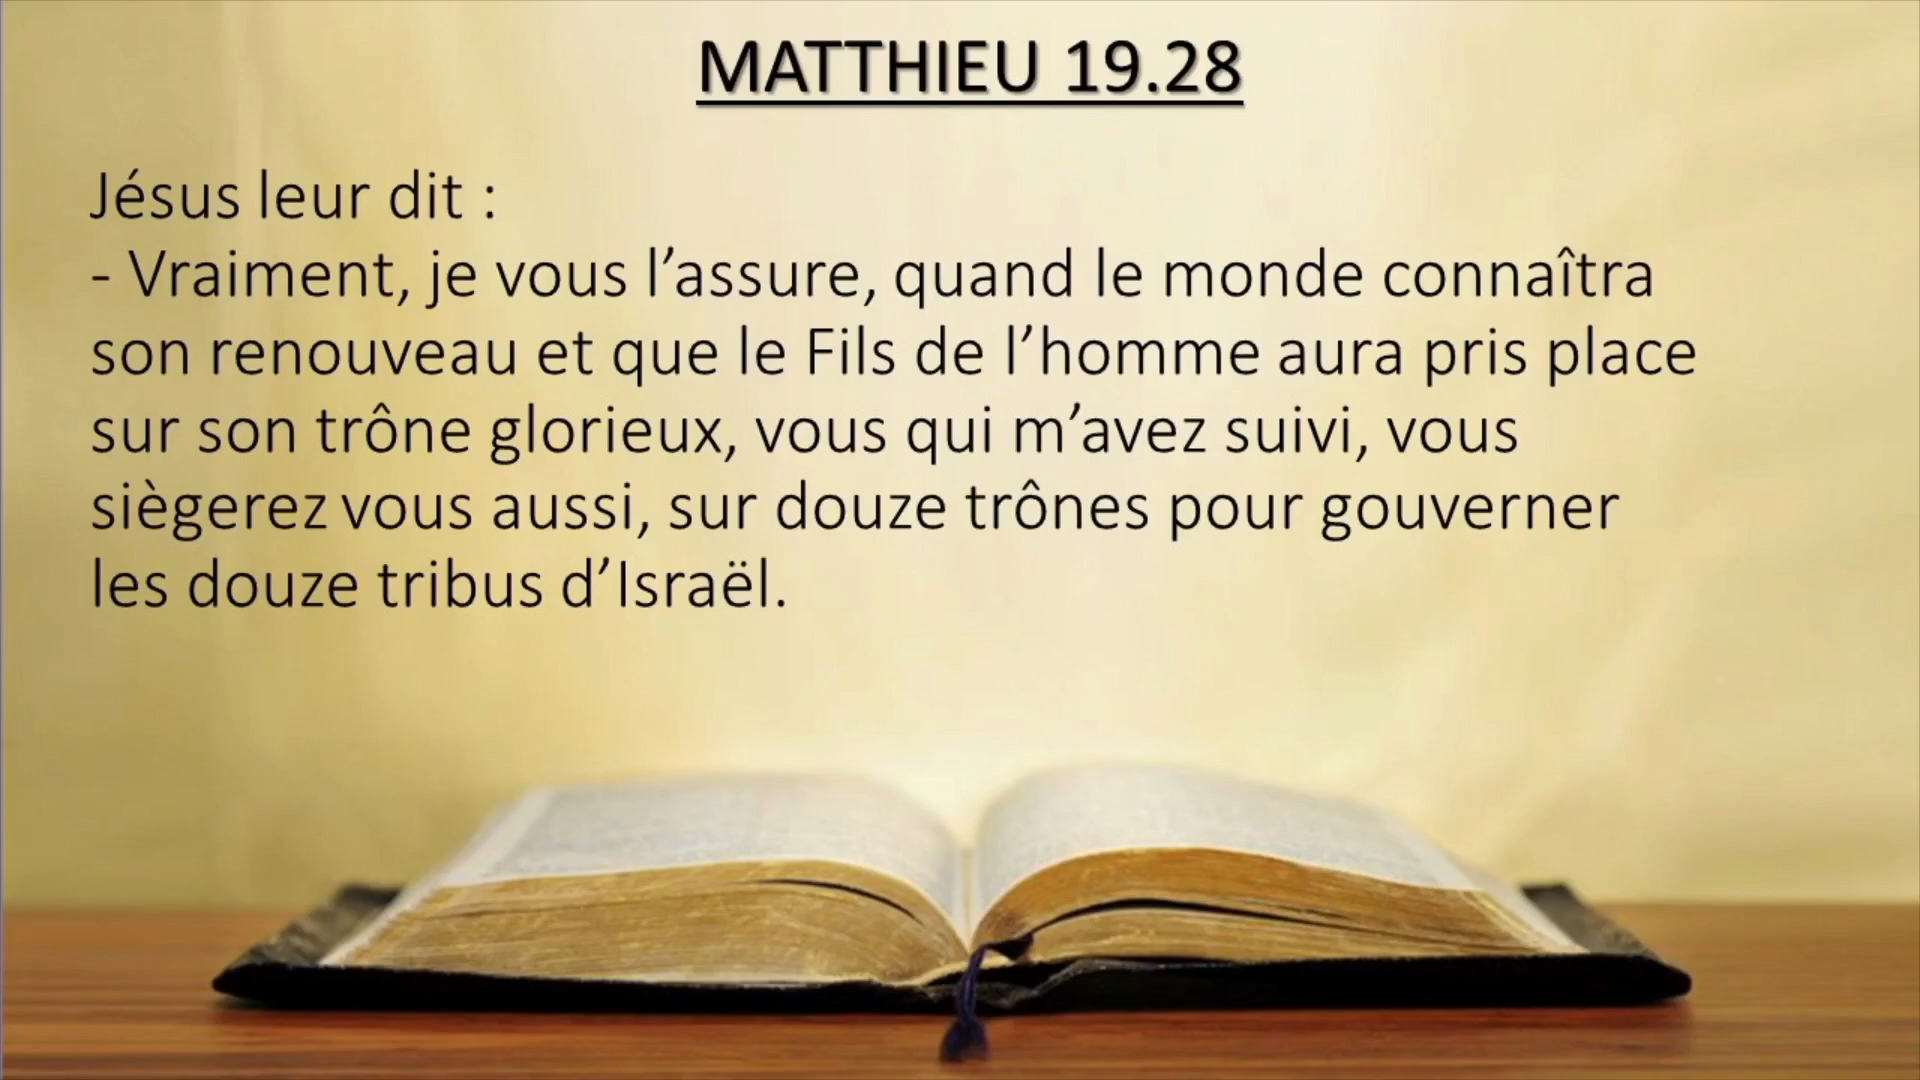 MATTHIEU 19.28
Jésus leur dit :
- Vraiment, je vous l’assure, quand le monde connaîtra
son renouveau et que le Fils de l’homme aura pris place
sur son trône glorieux, vous qui m’avez suivi, vous
siègerez vous aussi, sur douze trônes pour gouverner
les douze tribus d’Israël.